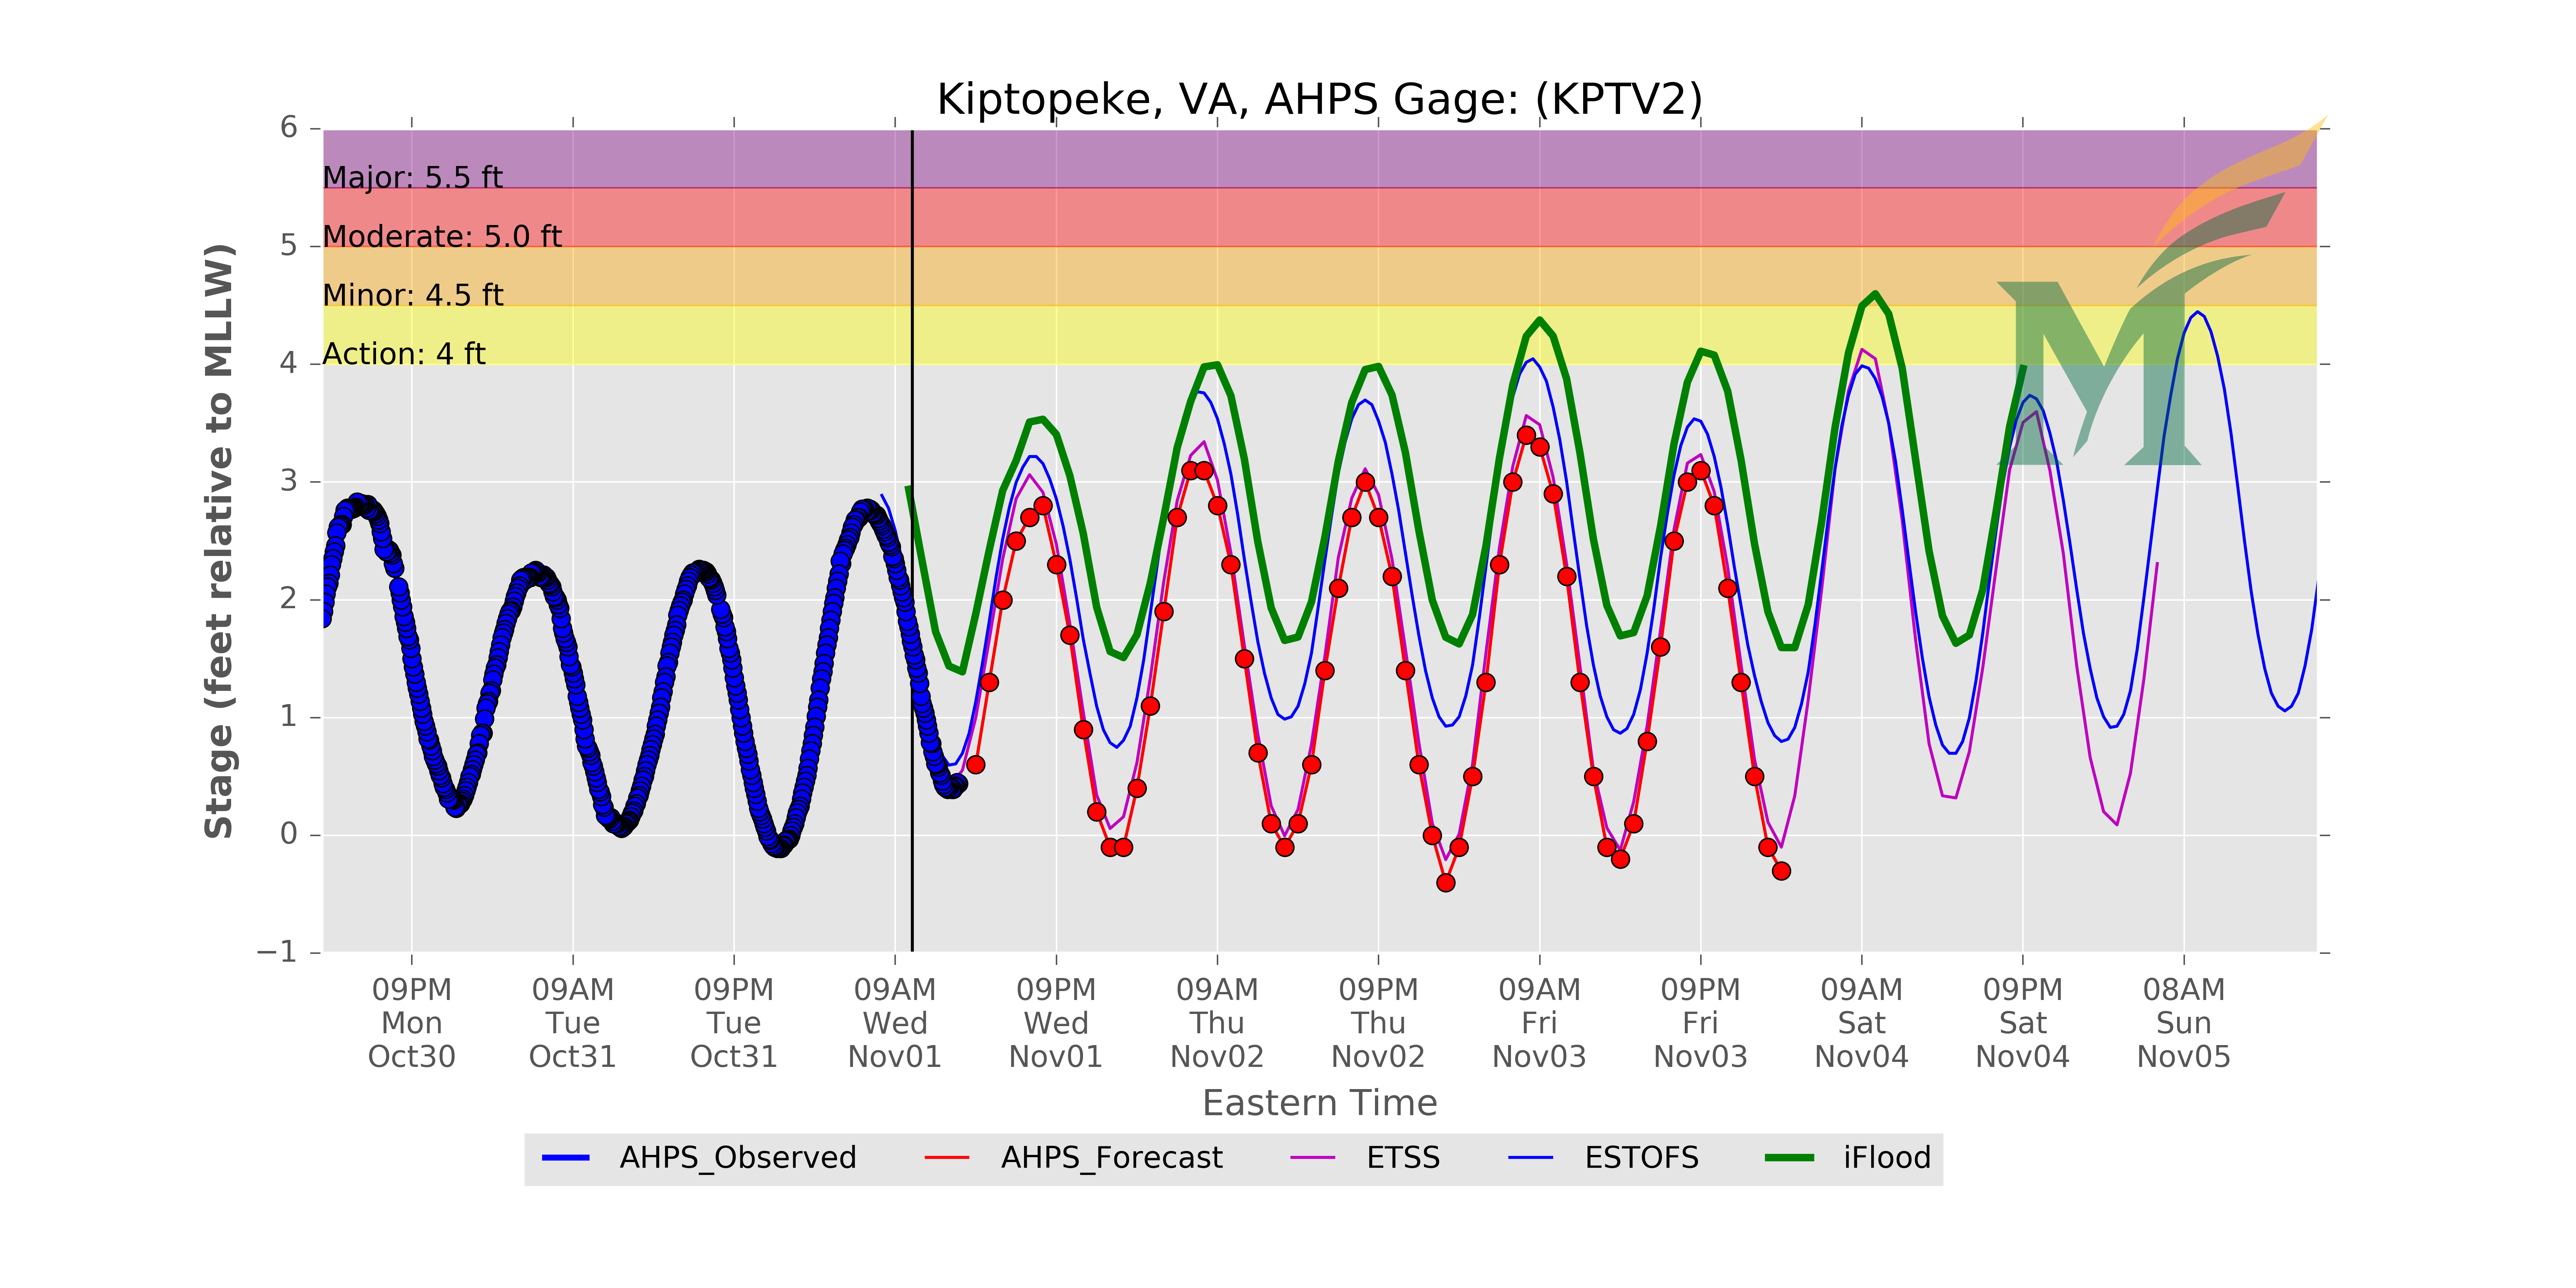 Kiptopeke, VA, AHPS Gage: (KPTV2)
6
5
4
3
2
1
0
−1
Stage (feet relative to MLLW)
Major: 5.5 ft
Moderate: 5.0 ft
Minor: 4.5 ft
Action: 4 ft
M
09PM 09AM 09PM 09AM 09PM 09AM 09PM 09AM 09PM 09AM 09PM 08AM
Mon Tue Tue Wed Wed Thu Thu Fri Fri Sat Sat Sun
Oct30 Oct31 Oct31 Nov01 Nov01 Nov02 Nov02 Nov03 Nov03 Nov04 Nov04 Nov05
Eastern Time
AHPS_Observed AHPS_Forecast ETSS ESTOFS iFlood